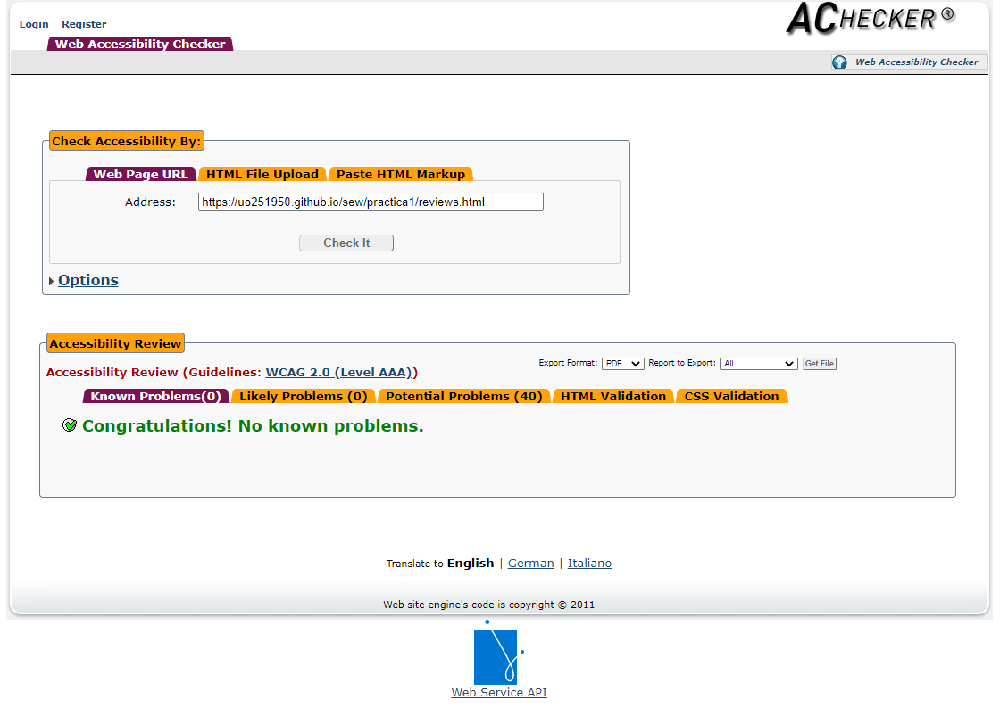 Login Register
ACHECKER ®
Web Accessibility Checker
Web Accessibility Checker
Check Accessibility By:
Web Page URL HTML File Upload Paste HTML Markup
Address: https://uo251950.github.io/sew/practica1/reviews.html
Check It
Options
Accessibility Review
Export Format: PDF Report to Export: All Get File
Accessibility Review (Guidelines: WCAG 2.0 (Level AAA))
Known Problems(0) Likely Problems (0) Potential Problems (40) HTML Validation CSS Validation
Congratulations! No known problems.
Translate to English | German | Italiano
Web site engine's code is copyright © 2011
Web Service API